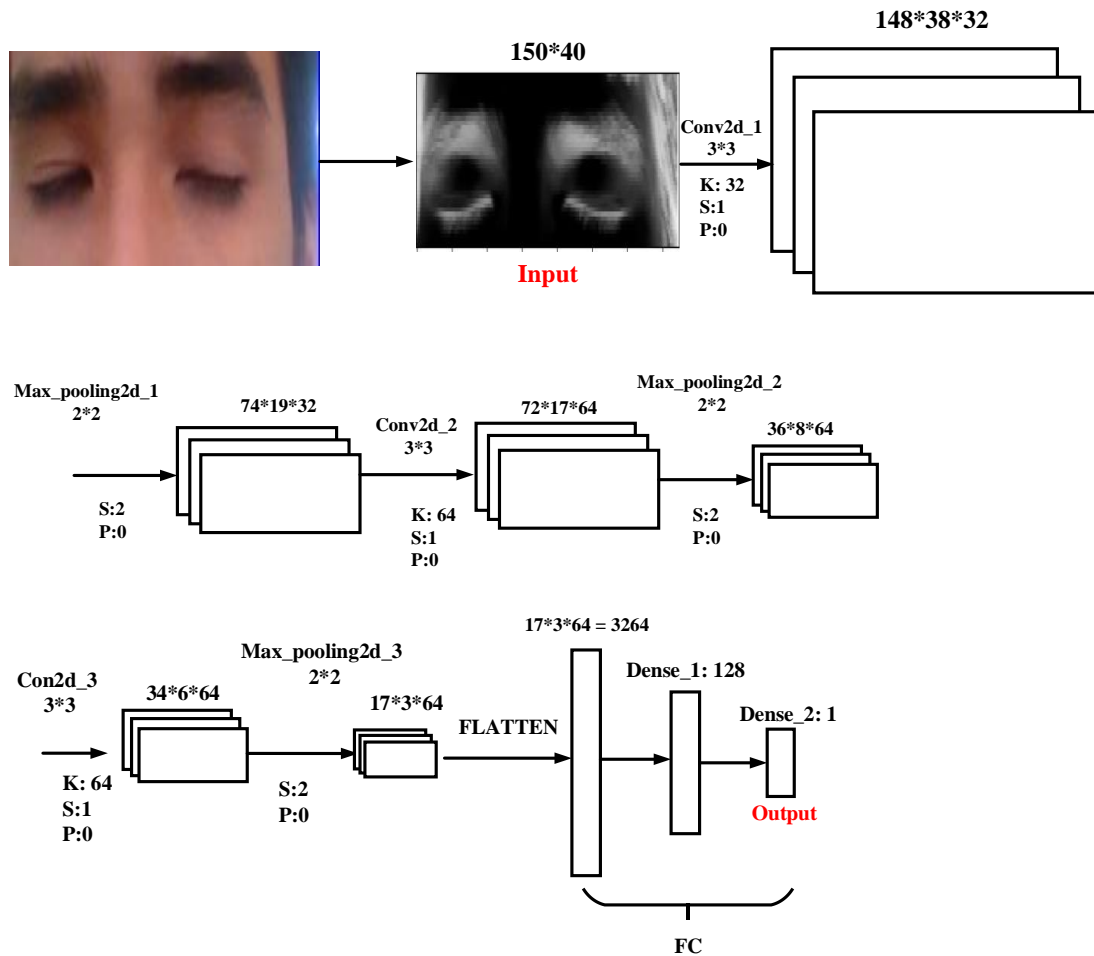 150*40
148*38*32
Conv2d_1
3*3
K: 32
S:1
P:0
Input
Max_pooling2d_1
2*2
S:2
P:0
74*19*32
Conv2d_2
3*3
K: 64
S:1
P:0
72*17*64
Max_pooling2d_2
2*2
S:2
P:0
36*8*64
Con2d_3
3*3
K: 64
S:1
P:0
34*6*64
Max_pooling2d_3
2*2
S:2
P:0
17*3*64
FLATTEN
17*3*64 = 3264
Dense_1: 128
Dense_2: 1
Output
FC